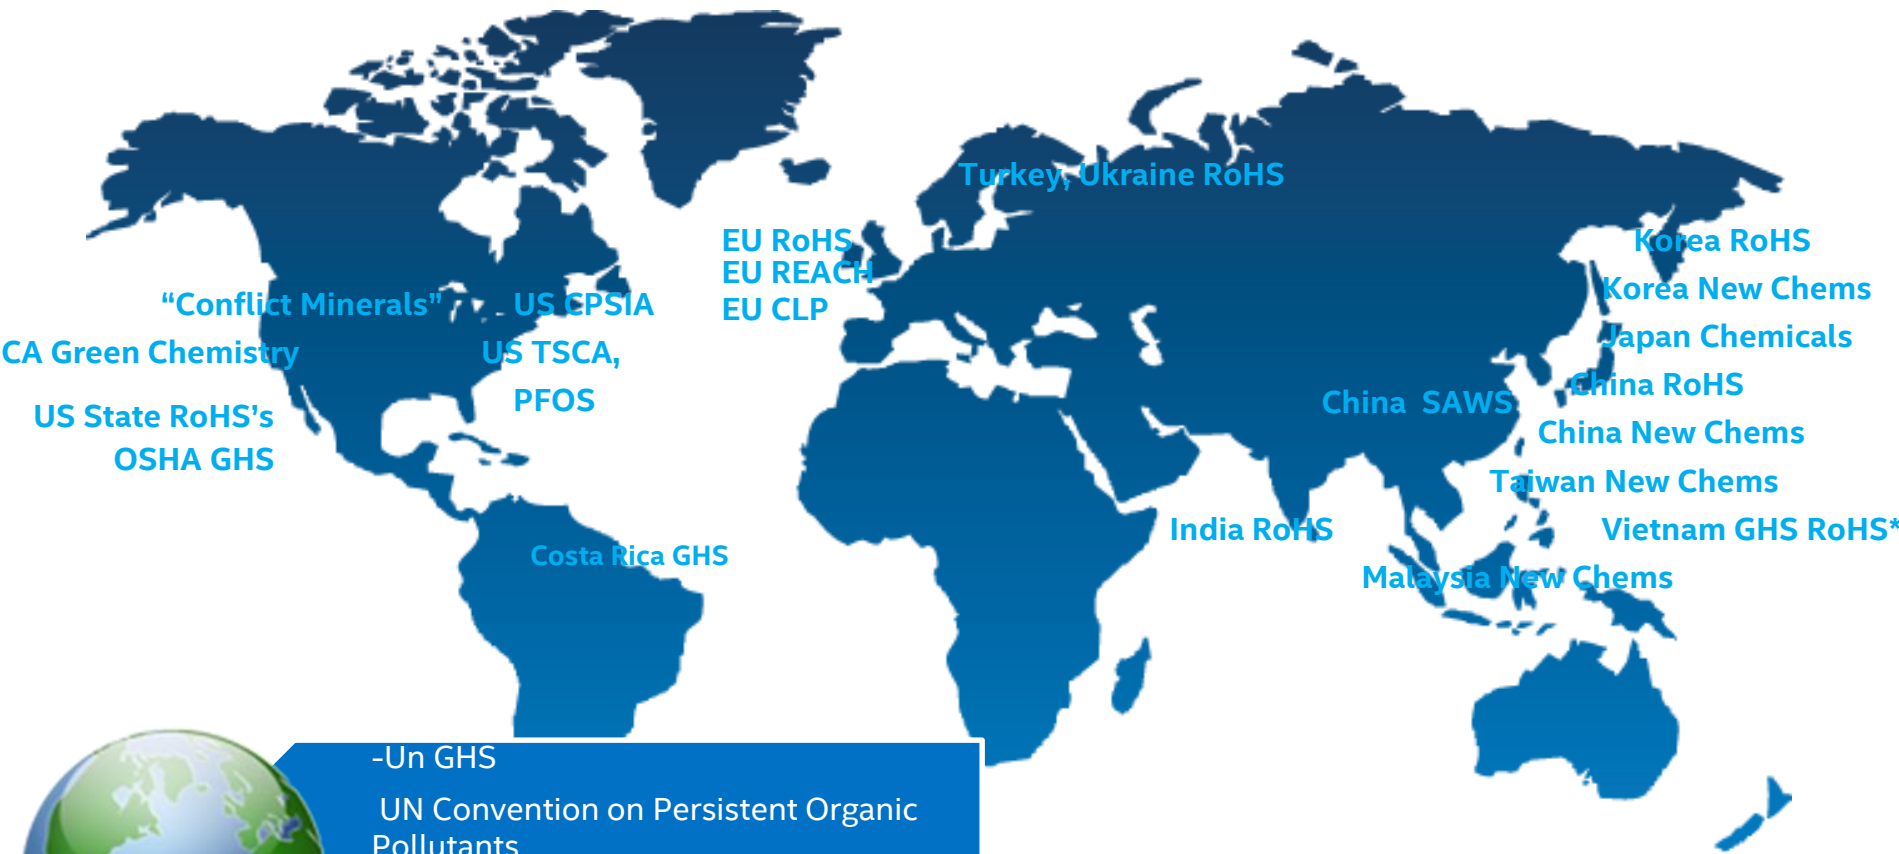 Turkey, Ukraine RoHS
EU RoHS
EU REACH
EU CLP
“Conflict Minerals”
US CPSIA
CA Green Chemistry
US TSCA,
PFOS
US State RoHS’s
OSHA GHS
Costa Rica GHS
Korea RoHS
Korea New Chems
Japan Chemicals
China RoHS
China SAWS
China New Chems
Taiwan New Chems
India RoHS
Vietnam GHS RoHS*
Malaysia New Chems
-Un GHS
UN Convention on Persistent Organic
Pollutants